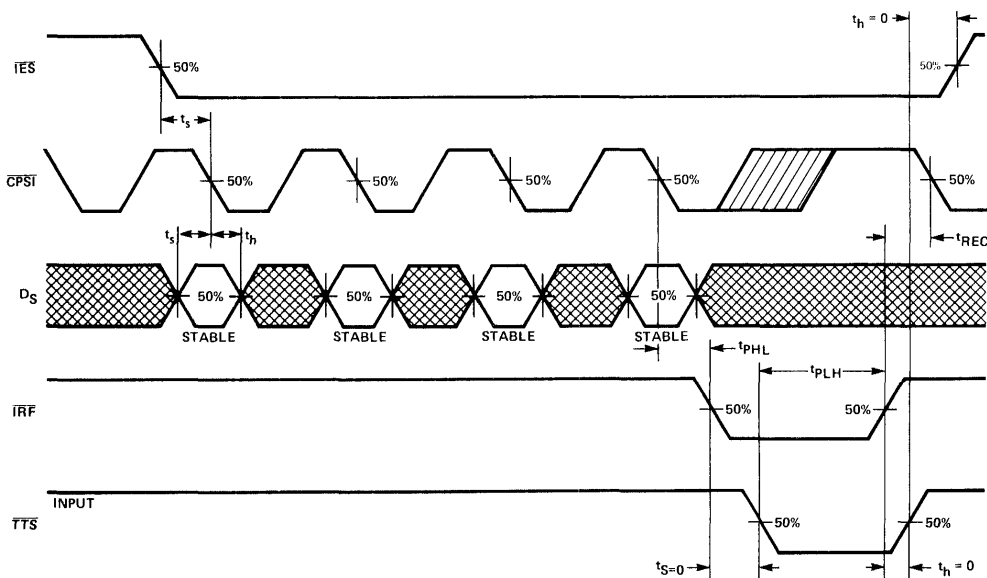 t_h = 0
IES
50%
50%
t_s
CPSI
50%
50%
50%
50%
50%
t_s
t_h
t_REC
D_S
50%
50%
50%
50%
STABLE
STABLE
STABLE
STABLE
t_PHL
t_PLH
IRF
50%
50%
INPUT
TTS
50%
50%
t_S=0
t_h = 0